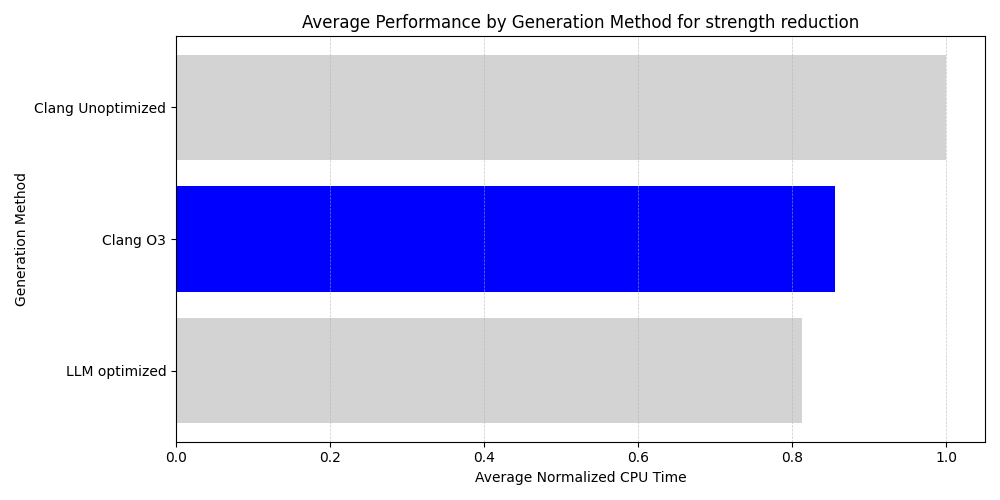 Average Performance by Generation Method for strength reduction
Generation Method
Clang Unoptimized
Clang O3
LLM optimized
0.0 0.2 0.4 0.6 0.8 1.0
Average Normalized CPU Time